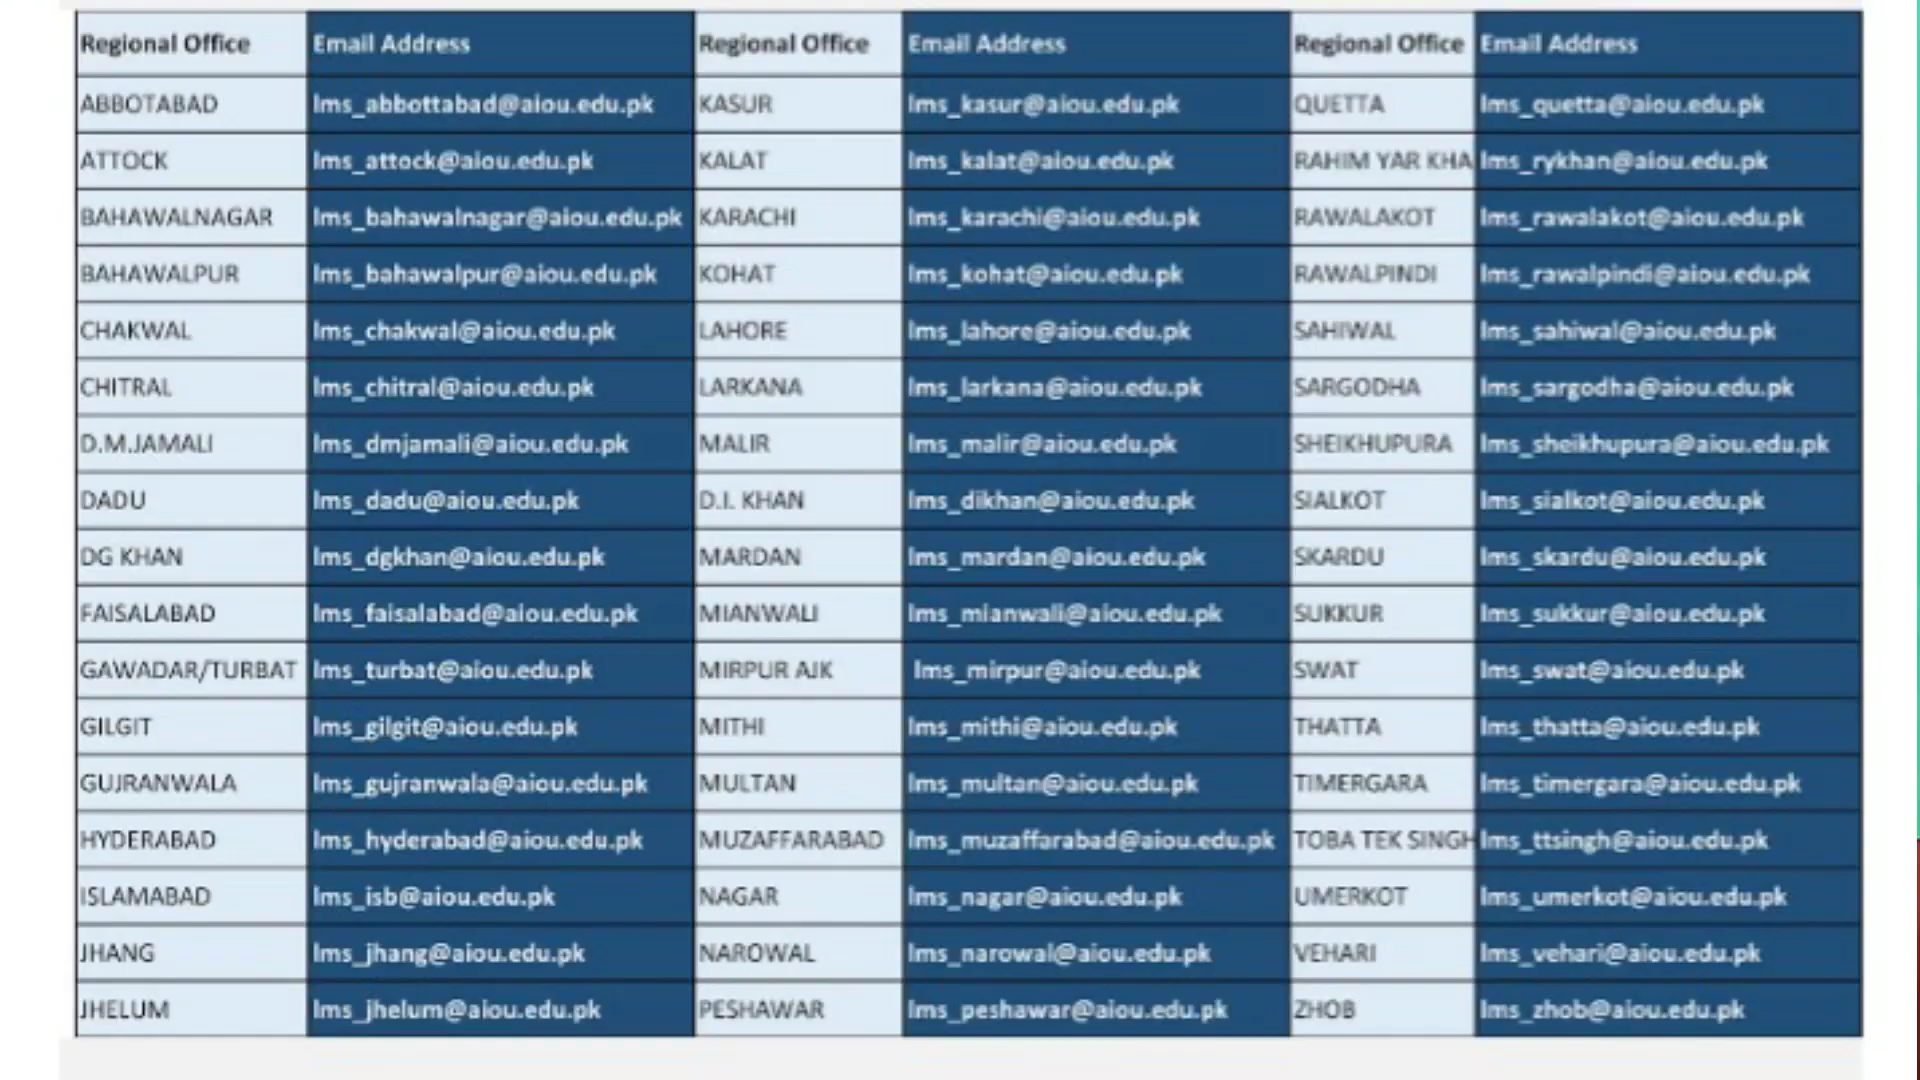 Regional Office Email Address Regional Office Email Address Regional Office Email Address
ABBOTABAD lms_abbottabad@aiou.edu.pk KASUR lms_kasur@aiou.edu.pk QUETTA lms_quetta@aiou.edu.pk
ATTOCK lms_attock@aiou.edu.pk KALAT lms_kalat@aiou.edu.pk RAHIM YAR KHA lms_rykhan@aiou.edu.pk
BAHAWALNAGAR lms_bahawalnagar@aiou.edu.pk KARACHI lms_karachi@aiou.edu.pk RAWALAKOT lms_rawalakot@aiou.edu.pk
BAHAWALPUR lms_bahawalpur@aiou.edu.pk KOHAT lms_kohat@aiou.edu.pk RAWALPINDI lms_rawalpindi@aiou.edu.pk
CHAKWAL lms_chakwal@aiou.edu.pk LAHORE lms_lahore@aiou.edu.pk SAHIWAL lms_sahiwal@aiou.edu.pk
CHITRAL lms_chitral@aiou.edu.pk LARKANA lms_larkana@aiou.edu.pk SARGODHA lms_sargodha@aiou.edu.pk
D.M.JAMALI lms_dmjamali@aiou.edu.pk MALIR lms_malir@aiou.edu.pk SHEIKHUPURA lms_sheikhupura@aiou.edu.pk
DADU lms_dadu@aiou.edu.pk D.I. KHAN lms_dikhan@aiou.edu.pk SIALKOT lms_sialkot@aiou.edu.pk
DG KHAN lms_dgkhan@aiou.edu.pk MARDAN lms_mardan@aiou.edu.pk SKARDU lms_skardu@aiou.edu.pk
FAISALABAD lms_faisalabad@aiou.edu.pk MIANWALI lms_mianwali@aiou.edu.pk SUKKUR lms_sukkur@aiou.edu.pk
GAWADAR/TURBAT lms_turbat@aiou.edu.pk MIRPUR AJK lms_mirpur@aiou.edu.pk SWAT lms_swat@aiou.edu.pk
GILGIT lms_gilgit@aiou.edu.pk MITHI lms_mithi@aiou.edu.pk THATTA lms_thatta@aiou.edu.pk
GUJRANWALA lms_gujranwala@aiou.edu.pk MULTAN lms_multan@aiou.edu.pk TIMERGARA lms_timergara@aiou.edu.pk
HYDERABAD lms_hyderabad@aiou.edu.pk MUZAFFARABAD lms_muzaffarabad@aiou.edu.pk TOBA TEK SINGH lms_ttsingh@aiou.edu.pk
ISLAMABAD lms_isb@aiou.edu.pk NAGAR lms_nagar@aiou.edu.pk UMERKOT lms_umerkot@aiou.edu.pk
JHANG lms_jhang@aiou.edu.pk NAROWAL lms_narowal@aiou.edu.pk VEHARI lms_vehari@aiou.edu.pk
JHELUM lms_jhelum@aiou.edu.pk PESHAWAR lms_peshawar@aiou.edu.pk ZHOB lms_zhob@aiou.edu.pk